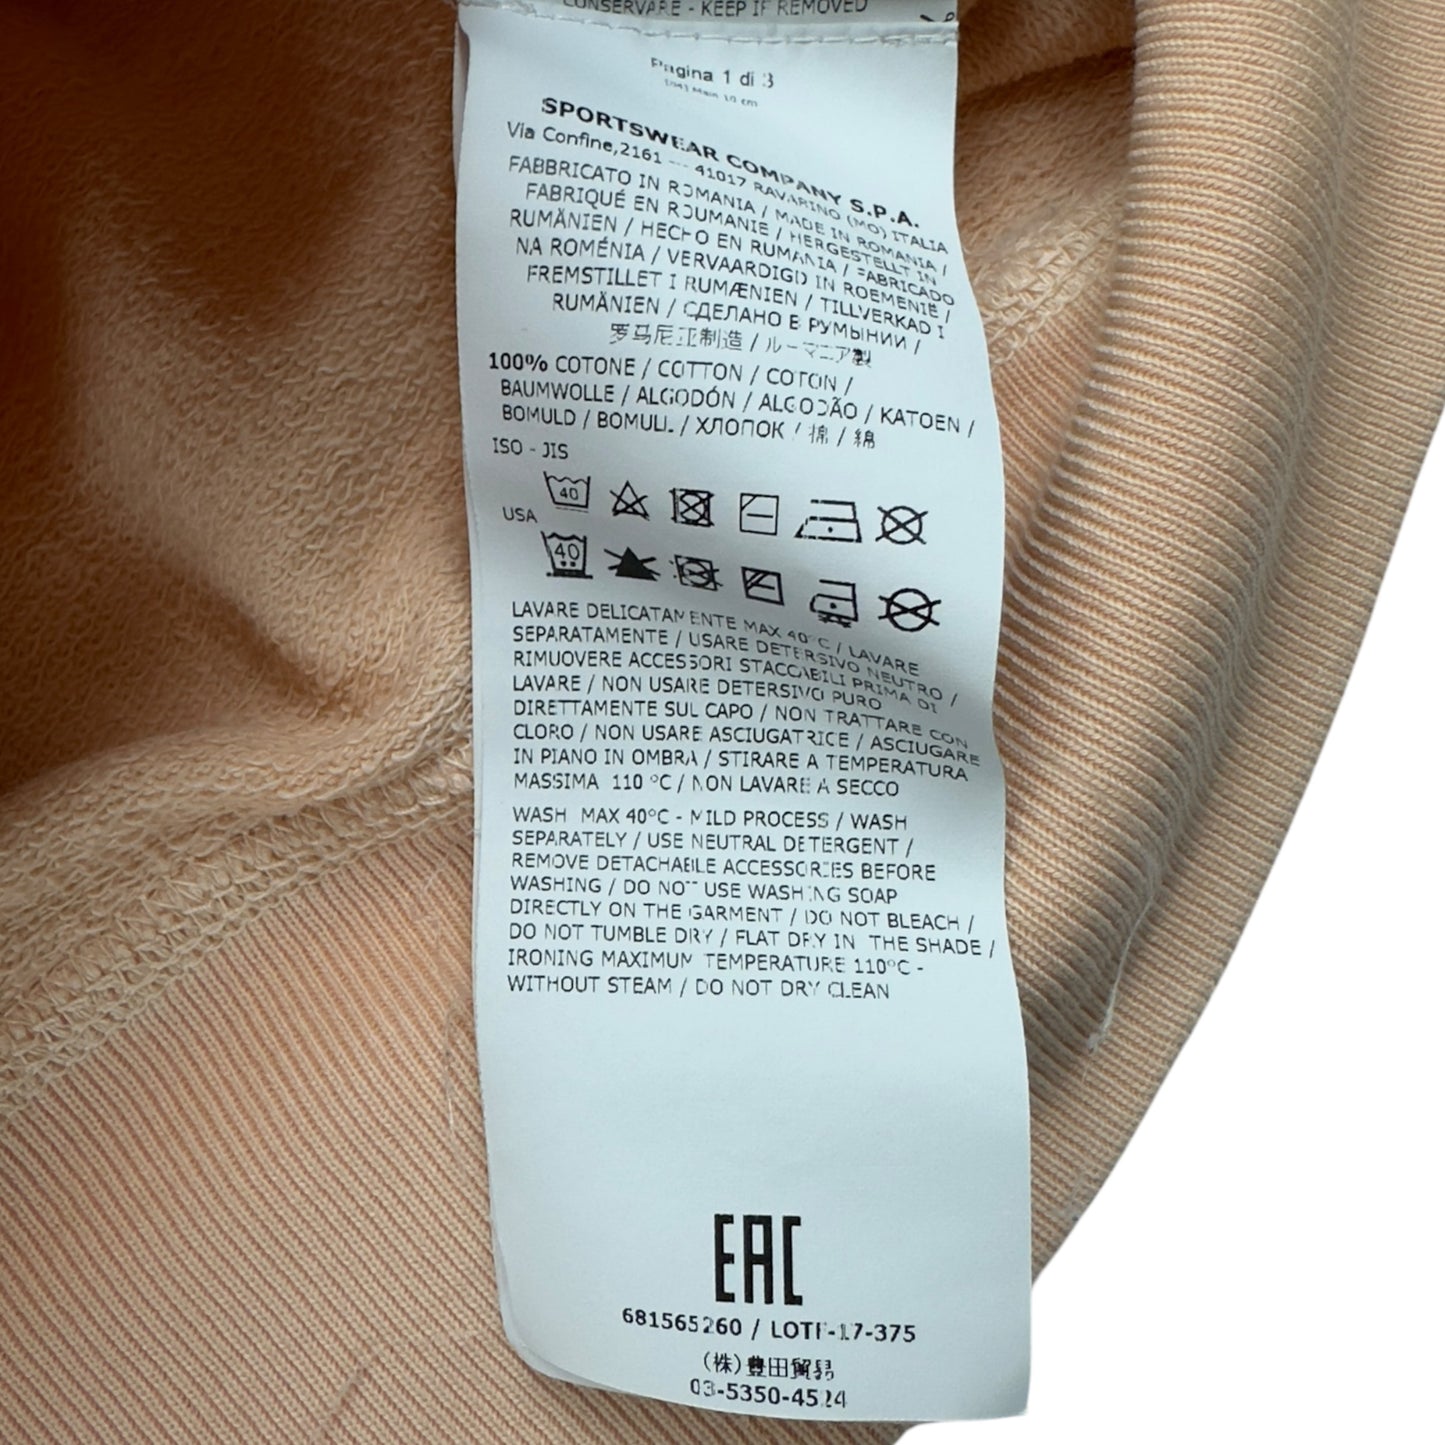 CONSERVARE - KEEP IF REMOVED
Pagina 1 di 3
SPORTSWEAR COMPANY S.P.A.
Via Confine,2161 -- 41017 RAVARINO (MO) ITALIA
FABBRICATO IN ROMANIA / MADE IN ROMANIA /
FABRIQUÉ EN ROUMANIE / HERGESTELLT IN
RUMÄNIEN / HECHO EN RUMANIA / FABRICADO
NA ROMÉNIA / VERVAARDIGD IN ROEMENIË /
FREMSTILLET I RUMÆNIEN / TILLVERKAD I
RUMÄNIEN / СДЕЛАНО В РУМЫНИИ /
罗马尼亚制造 / ルーマニア製
100% COTONE / COTTON / COTON /
BAUMWOLLE / ALGODÓN / ALGODÃO / KATOEN /
BOMULD / BOMULL / ХЛОПОК / 棉 / 綿
ISO - JIS
40
USA
40
LAVARE DELICATAMENTE MAX 40°C / LAVARE
SEPARATAMENTE / USARE DETERSIVO NEUTRO /
RIMUOVERE ACCESSORI STACCABILI PRIMA DI
LAVARE / NON USARE DETERSIVO PURO
DIRETTAMENTE SUL CAPO / NON TRATTARE CON
CLORO / NON USARE ASCIUGATRICE / ASCIUGARE
IN PIANO IN OMBRA / STIRARE A TEMPERATURA
MASSIMA 110 °C / NON LAVARE A SECCO
WASH MAX 40°C - MILD PROCESS / WASH
SEPARATELY / USE NEUTRAL DETERGENT /
REMOVE DETACHABLE ACCESSORIES BEFORE
WASHING / DO NOT USE WASHING SOAP
DIRECTLY ON THE GARMENT / DO NOT BLEACH /
DO NOT TUMBLE DRY / FLAT DRY IN THE SHADE /
IRONING MAXIMUM TEMPERATURE 110°C -
WITHOUT STEAM / DO NOT DRY CLEAN
EAC
681565260 / LOTF-17-375
(株)豊田貿易
03-5350-4524